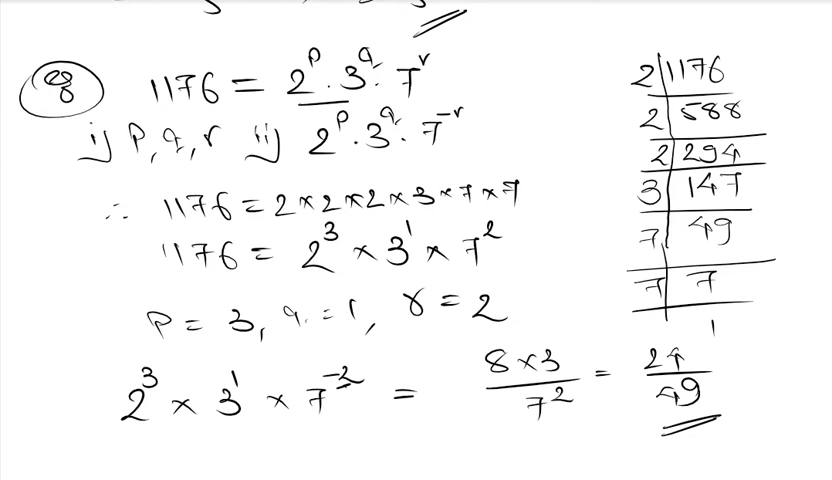 8
1176 = 2^p · 3^q · 7^r
i) p, q, r ii) 2^p · 3^q · 7^-r
∴ 1176 = 2 × 2 × 2 × 3 × 7 × 7
1176 = 2^3 × 3^1 × 7^2
p = 3, q = 1, r = 2
2^3 × 3^1 × 7^-2 = 8×3/7^2 = 24/49
2 | 1176
2 | 588
2 | 294
3 | 147
7 | 49
7 | 7
1